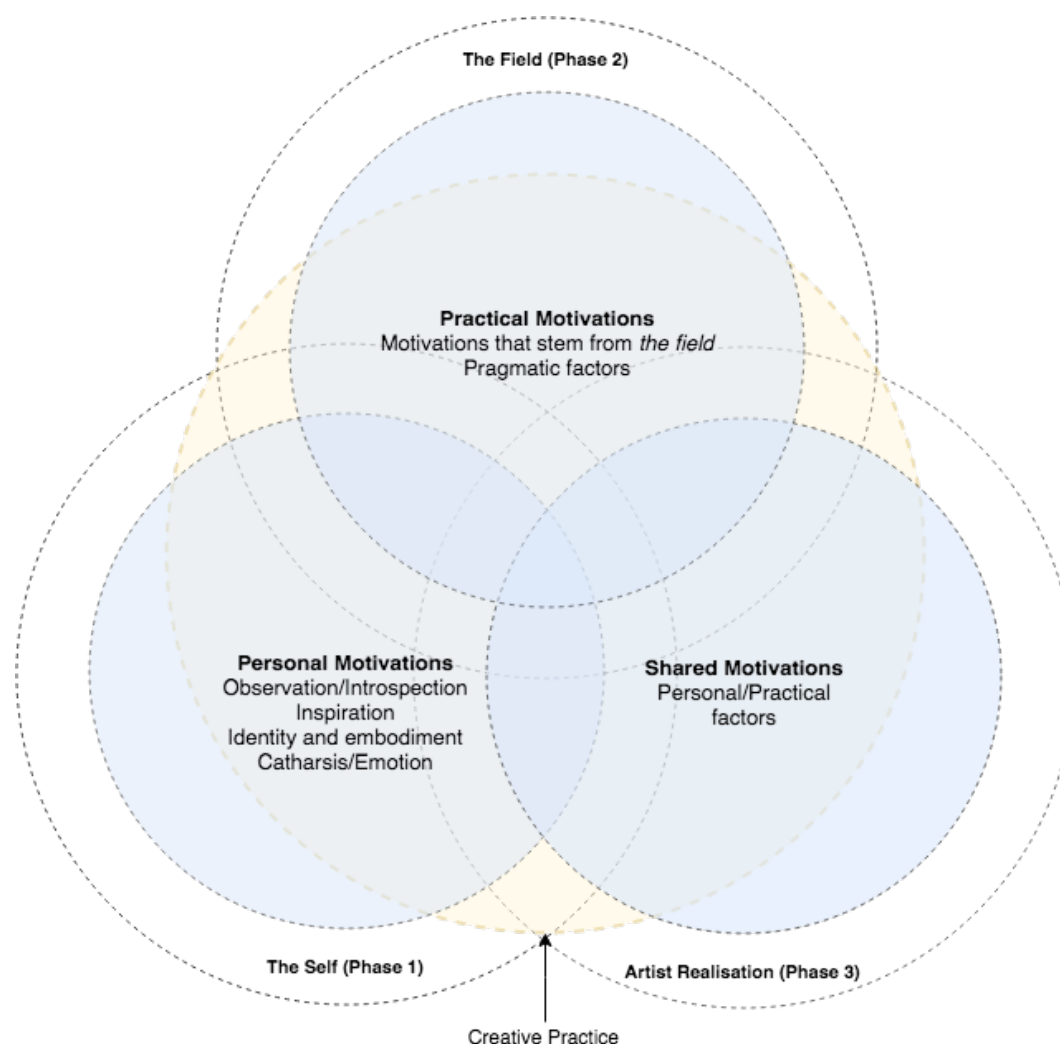 The Field (Phase 2)
Practical Motivations
Motivations that stem from the field
Pragmatic factors
Personal Motivations
Observation/Introspection
Inspiration
Identity and embodiment
Catharsis/Emotion
Shared Motivations
Personal/Practical
factors
The Self (Phase 1)
Artist Realisation (Phase 3)
Creative Practice